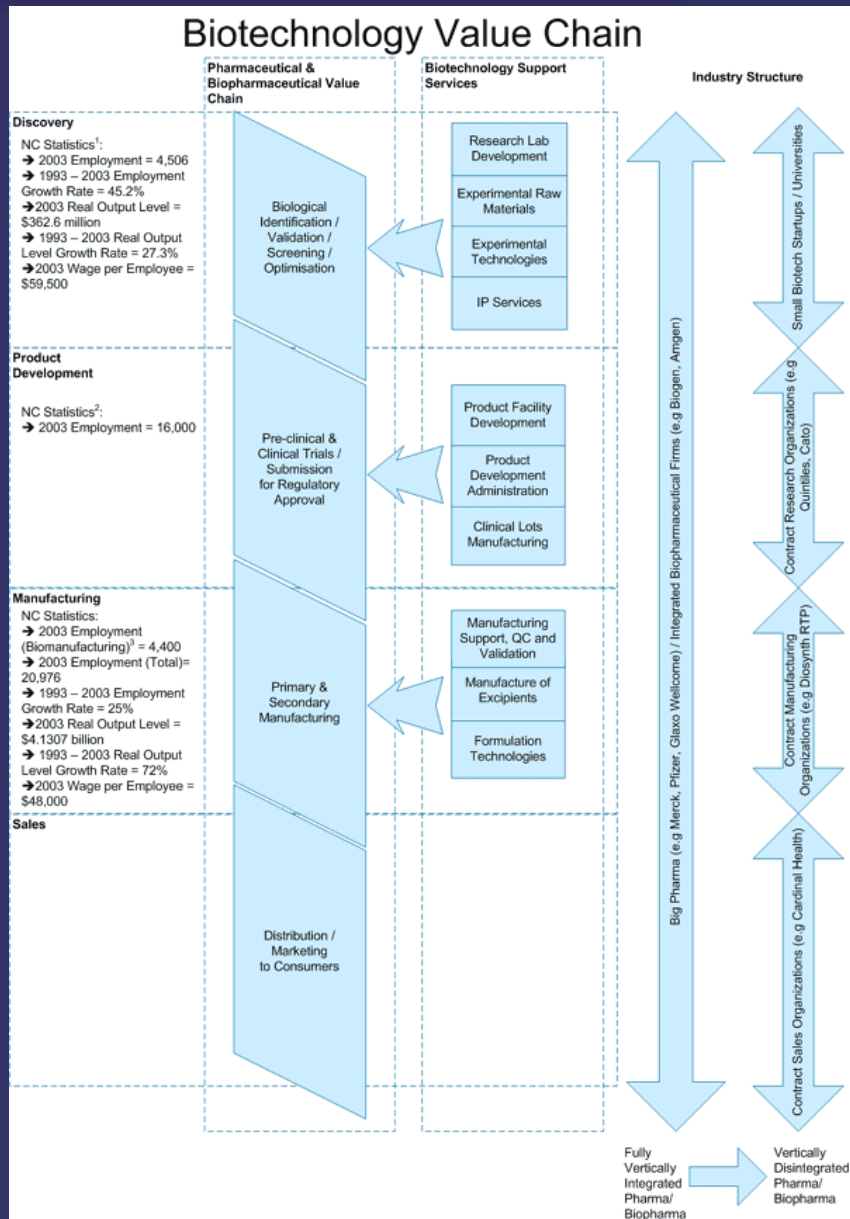 Biotechnology Value Chain
Pharmaceutical &
Biopharmaceutical Value
Chain
Biotechnology Support
Services
Industry Structure
Discovery
NC Statistics¹:
➔ 2003 Employment = 4,506
➔ 1993 – 2003 Employment
Growth Rate = 45.2%
➔2003 Real Output Level =
$362.6 million
➔ 1993 – 2003 Real Output
Level Growth Rate = 27.3%
➔2003 Wage per Employee =
$59,500
Biological
Identification /
Validation /
Screening /
Optimisation
Research Lab
Development
Experimental Raw
Materials
Experimental
Technologies
IP Services
Product
Development
NC Statistics²:
➔ 2003 Employment = 16,000
Pre-clinical &
Clinical Trials /
Submission
for Regulatory
Approval
Product Facility
Development
Product
Development
Administration
Clinical Lots
Manufacturing
Manufacturing
NC Statistics:
➔ 2003 Employment
(Biomanufacturing)³ = 4,400
➔ 2003 Employment (Total)=
20,976
➔ 1993 – 2003 Employment
Growth Rate = 25%
➔2003 Real Output Level =
$4.1307 billion
➔ 1993 – 2003 Real Output
Level Growth Rate = 72%
➔2003 Wage per Employee =
$48,000
Primary &
Secondary
Manufacturing
Manufacturing
Support, QC and
Validation
Manufacture of
Excipients
Formulation
Technologies
Sales
Distribution /
Marketing
to Consumers
Big Pharma (e.g Merck, Pfizer, Glaxo Wellcome) / Integrated Biopharmaceutical Firms (e.g Biogen, Amgen)
Small Biotech Startups / Universities
Contract Research Organizations (e.g
Quintiles, Cato)
Contract Manufacturing
Organizations (e.g Diosynth RTP)
Contract Sales Organizations (e.g Cardinal Health)
Fully
Vertically
Integrated
Pharma/
Biopharma
Vertically
Disintegrated
Pharma/
Biopharma